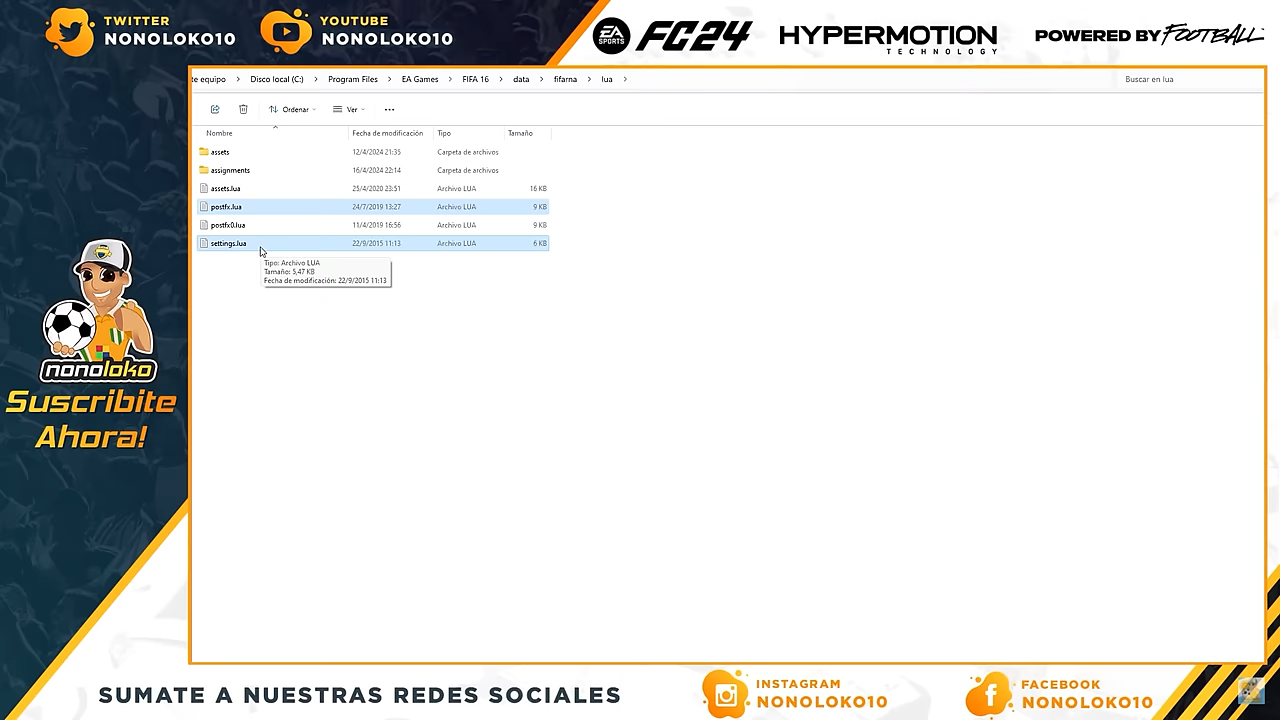 TWITTER
NONOLOKO10
YOUTUBE
NONOLOKO10
EA SPORTS FC24
HYPERMOTION
TECHNOLOGY
POWERED BY FOOTBALL
te equipo > Disco local (C:) > Program Files > EA Games > FIFA 16 > data > fifarna > lua >
Buscar en lua
Ordenar
Ver
Nombre Fecha de modificación Tipo Tamaño
assets 12/4/2024 21:35 Carpeta de archivos
assignments 16/4/2024 22:14 Carpeta de archivos
assets.lua 25/4/2020 23:51 Archivo LUA 16 KB
postfx.lua 24/7/2019 13:27 Archivo LUA 9 KB
postfx0.lua 11/4/2019 16:56 Archivo LUA 9 KB
settings.lua 22/9/2015 11:13 Archivo LUA 6 KB
Tipo: Archivo LUA
Tamaño: 5,47 KB
Fecha de modificación: 22/9/2015 11:13
nonoloko
Suscribite
Ahora!
SUMATE A NUESTRAS REDES SOCIALES
INSTAGRAM
NONOLOKO10
FACEBOOK
NONOLOKO10